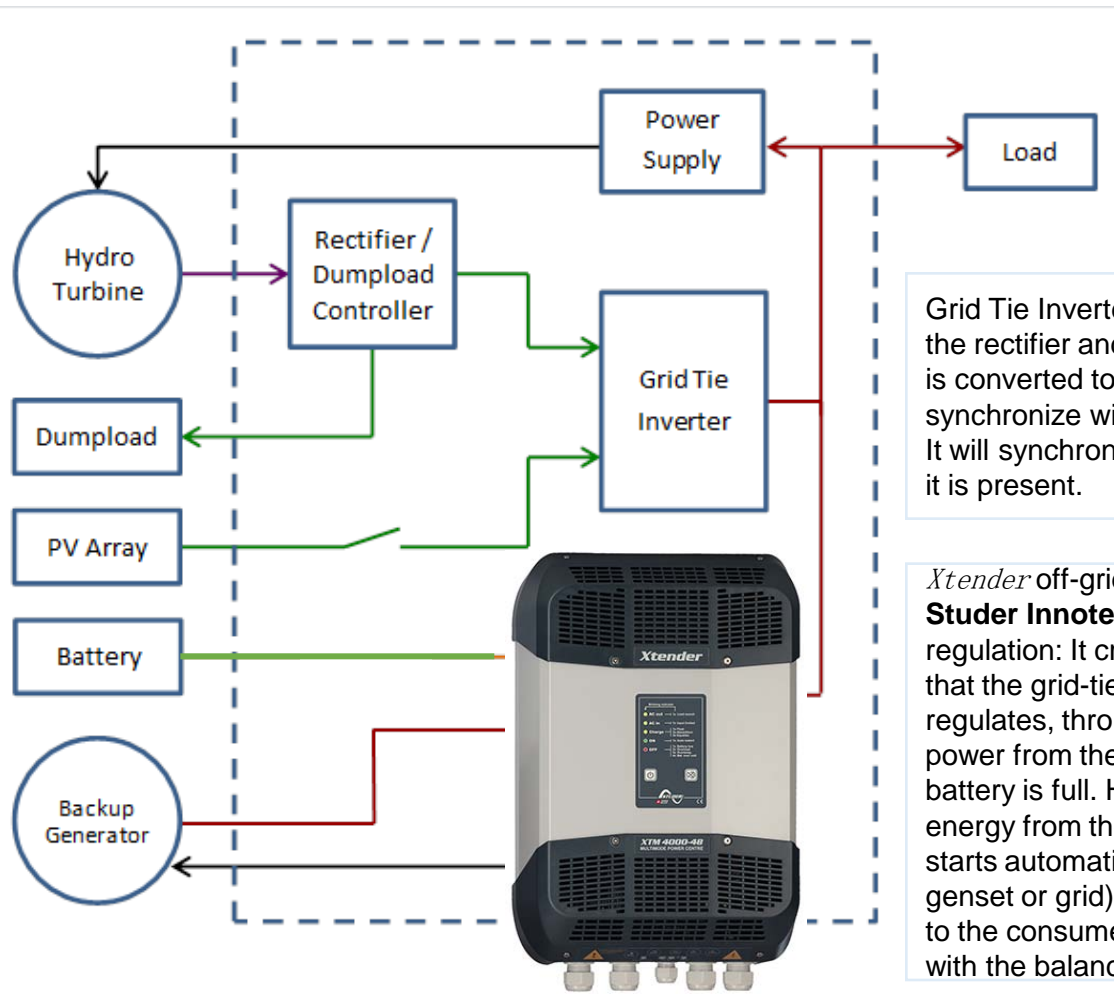 Power
Supply
Load
Hydro
Turbine
Rectifier /
Dumpload
Controller
Grid Tie
Inverter
Dumpload
PV Array
Battery
Backup
Generator
Xtender
XTM 4000-48
MULTIMODE POWER CENTRE
Grid Tie Inverte
the rectifier and
is converted to
synchronize wi
It will synchron
it is present.
Xtender off-grid
Studer Innote
regulation: It cr
that the grid-tie
regulates, thro
power from the
battery is full. H
energy from th
starts automati
genset or grid)
to the consume
with the balanc